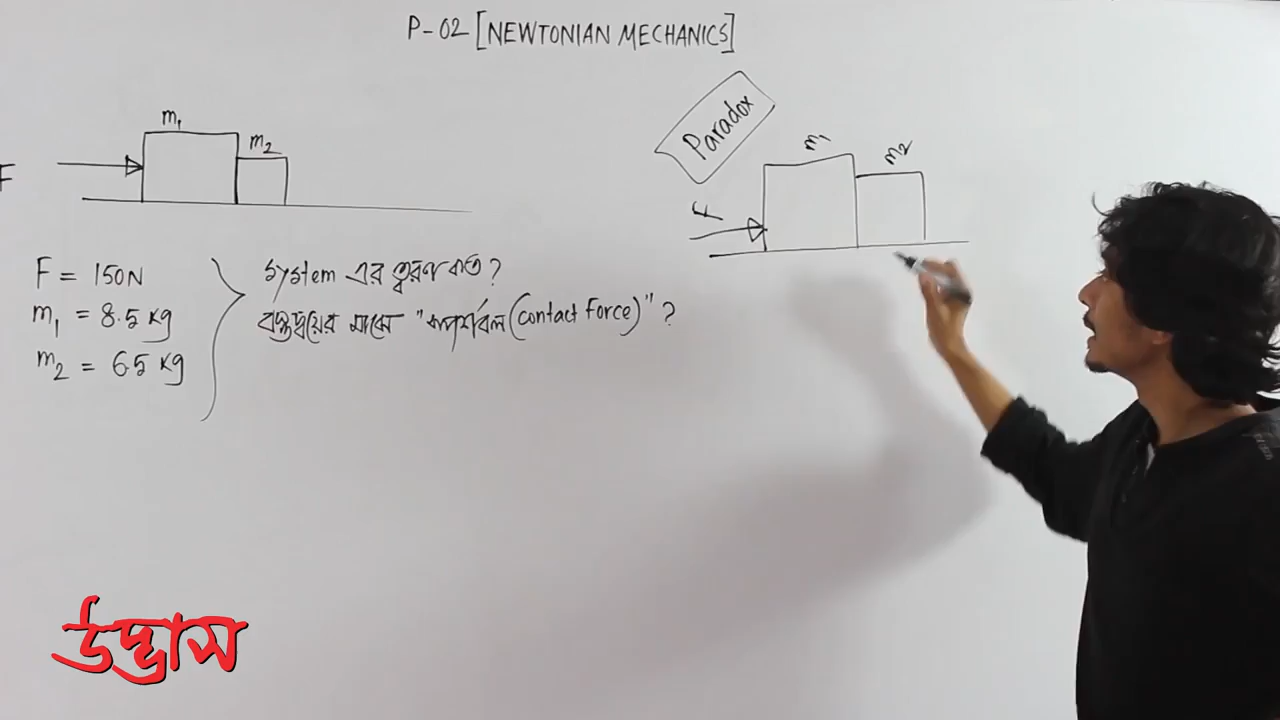 P-02 [NEWTONIAN MECHANICS]
m1
m2
F
F = 150N
m1 = 8.5 kg
m2 = 6.5 kg
System এর ত্বরণ কত ?
বস্তুদ্বয়ের মাঝে "স্পর্শবল (contact Force)" ?
Paradox
m1
m2
F
উদ্ভাস